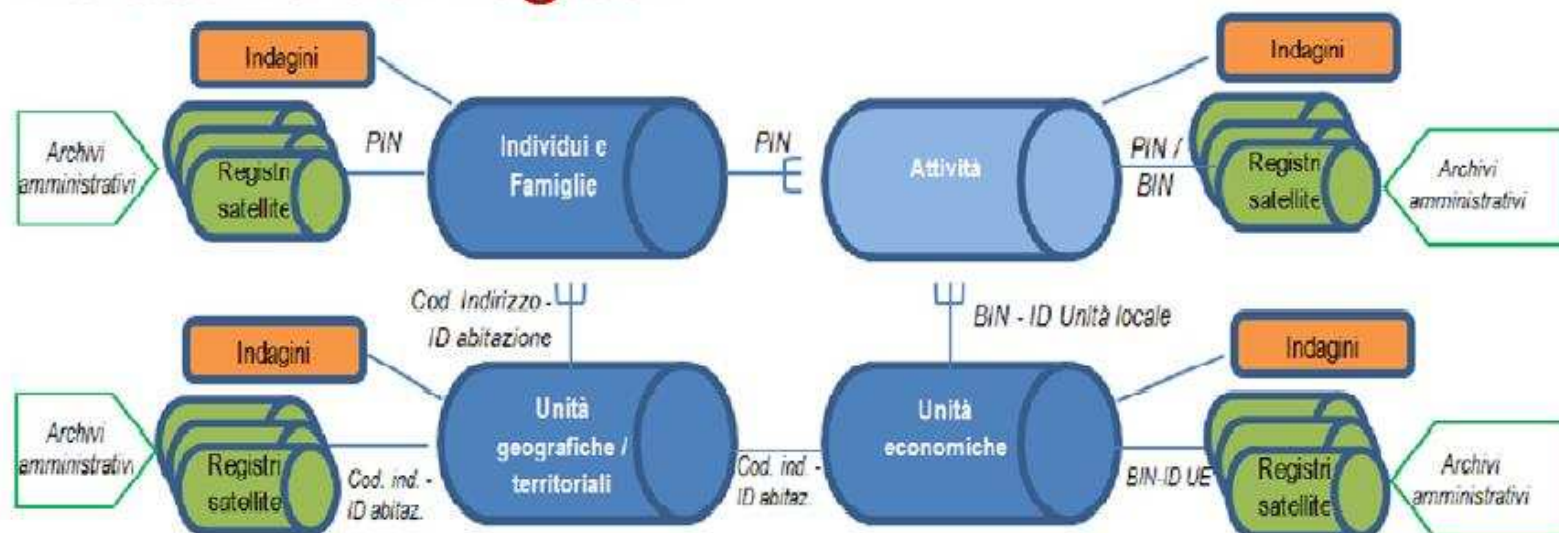 Indagini
Indagini
Archivi
amministrativi
Registri
satellite
PIN
Individui e
Famiglie
PIN
Attività
PIN /
BIN
Registri
satellite
Archivi
amministrativi
Cod. Indirizzo -
ID abitazione
BIN - ID Unità locale
Indagini
Indagini
Archivi
amministrativi
Registri
satellite
Cod. ind. -
ID abitaz.
Unità
geografiche /
territoriali
Cod. ind. -
ID abitaz.
Unità
economiche
BIN-ID UE
Registri
satellite
Archivi
amministrativi